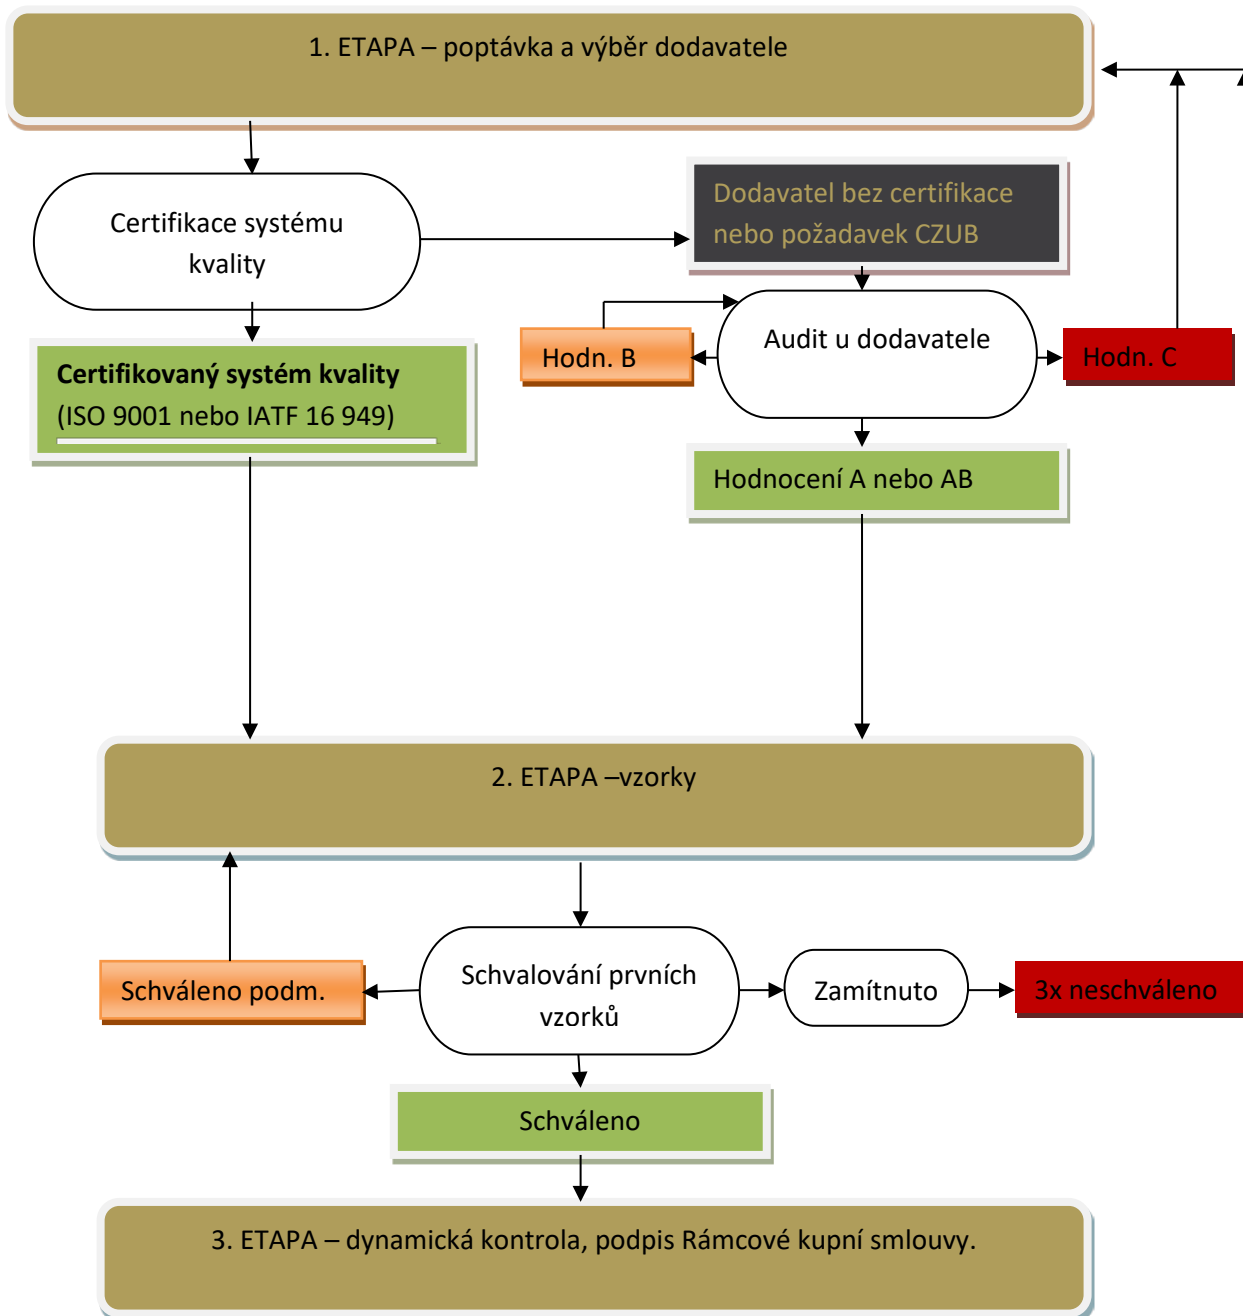 1. ETAPA – poptávka a výběr dodavatele
Certifikace systému
kvality
Dodavatel bez certifikace
nebo požadavek CZUB
Hodn. B
Audit u dodavatele
Hodn. C
Certifikovaný systém kvality
(ISO 9001 nebo IATF 16 949)
Hodnocení A nebo AB
2. ETAPA –vzorky
Schváleno podm.
Schvalování prvních
vzorků
Zamítnuto
3x neschváleno
Schváleno
3. ETAPA – dynamická kontrola, podpis Rámcové kupní smlouvy.